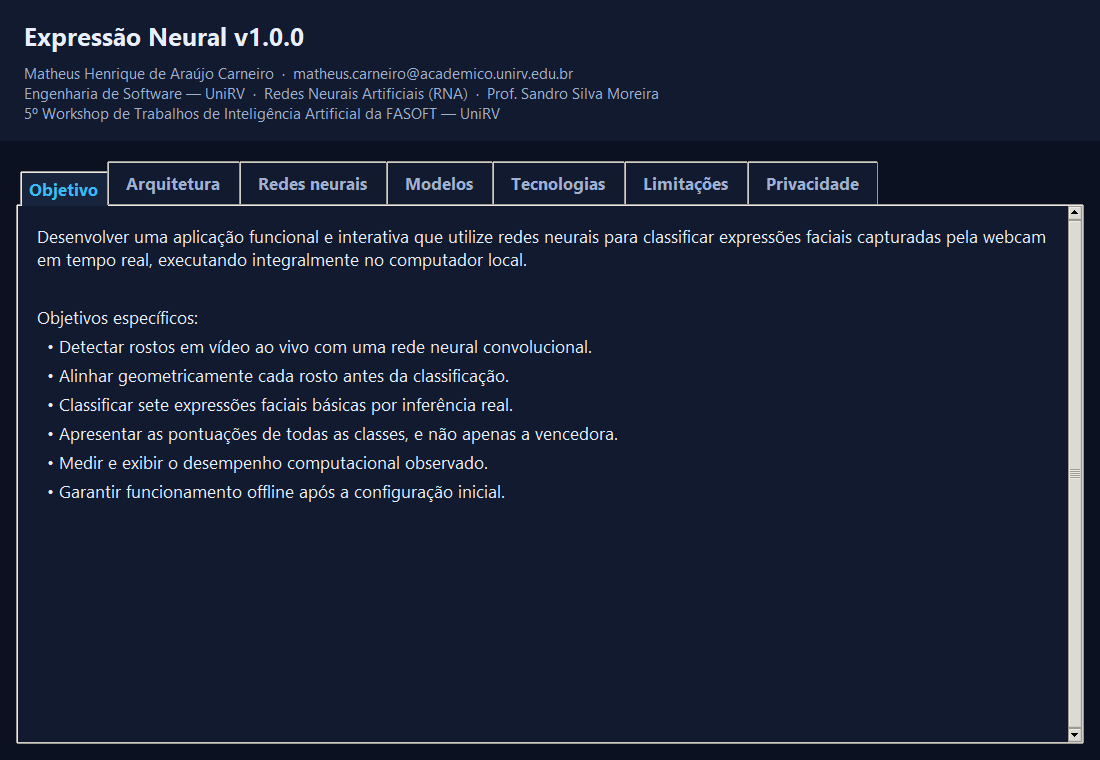 Expressão Neural v1.0.0
Matheus Henrique de Araújo Carneiro · matheus.carneiro@academico.unirv.edu.br
Engenharia de Software — UniRV · Redes Neurais Artificiais (RNA) · Prof. Sandro Silva Moreira
5º Workshop de Trabalhos de Inteligência Artificial da FASOFT — UniRV
Objetivo Arquitetura Redes neurais Modelos Tecnologias Limitações Privacidade
Desenvolver uma aplicação funcional e interativa que utilize redes neurais para classificar expressões faciais capturadas pela webcam
em tempo real, executando integralmente no computador local.
Objetivos específicos:
• Detectar rostos em vídeo ao vivo com uma rede neural convolucional.
• Alinhar geometricamente cada rosto antes da classificação.
• Classificar sete expressões faciais básicas por inferência real.
• Apresentar as pontuações de todas as classes, e não apenas a vencedora.
• Medir e exibir o desempenho computacional observado.
• Garantir funcionamento offline após a configuração inicial.